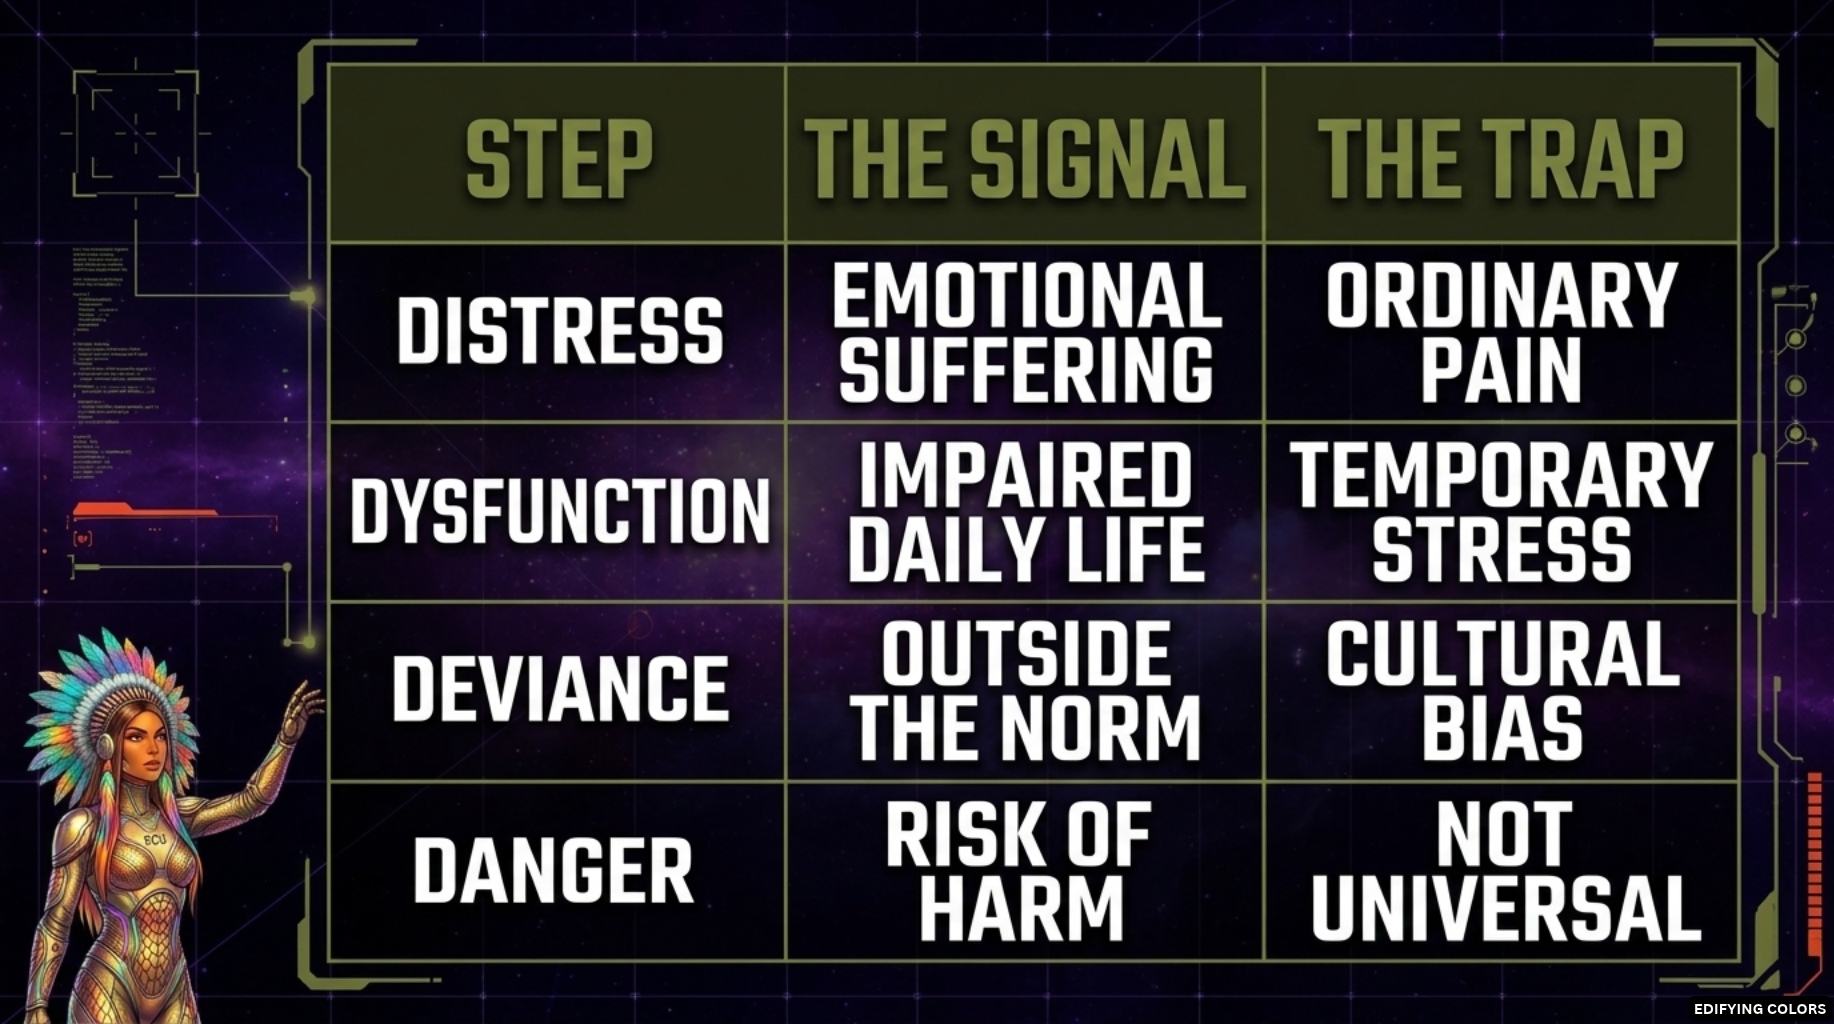 STEP
THE SIGNAL
THE TRAP
DISTRESS
EMOTIONAL
SUFFERING
ORDINARY
PAIN
DYSFUNCTION
IMPAIRED
DAILY LIFE
TEMPORARY
STRESS
DEVIANCE
OUTSIDE
THE NORM
CULTURAL
BIAS
DANGER
RISK OF
HARM
NOT
UNIVERSAL
ECU
EDIFYING COLORS